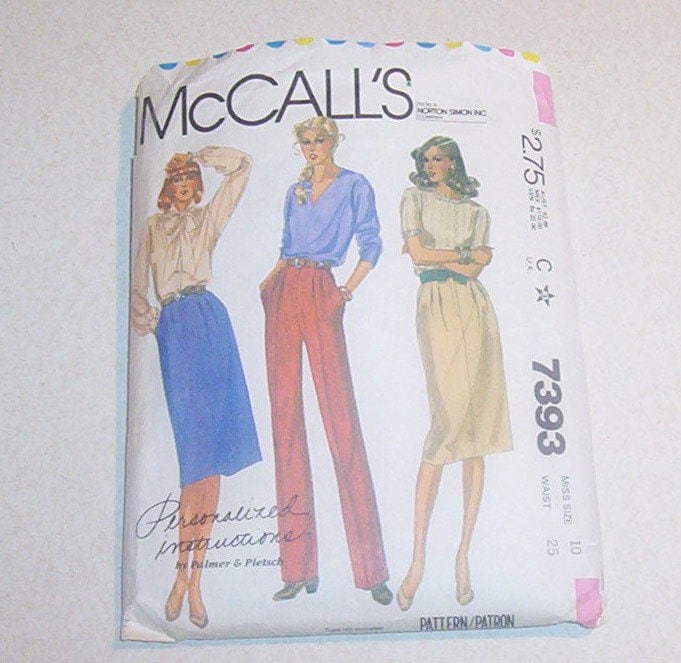 McCALL'S
NORTON SIMON INC
COMPANY
$2.75
C
U.K.
7393
MISS SIZE 10
WAIST 25
Personalized
instructions
by Palmer & Pletsch
PATTERN/PATRON